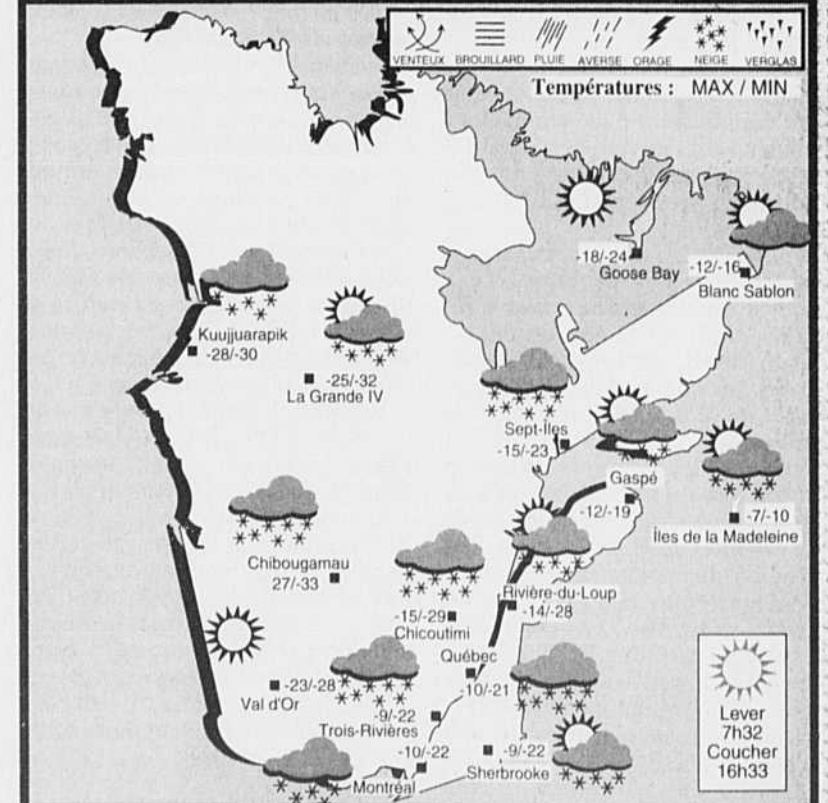 VENTEUX BROUILLARD PLUIE AVERSE ORAGE NEIGE VERGLAS
Températures : MAX / MIN
-18/-24
Goose Bay
-12/-16
Blanc Sablon
Kuujjuarapik
-28/-30
-25/-32
La Grande IV
Sept-Îles
-15/-23
Gaspé
-12/-19
-7/-10
Îles de la Madeleine
Chibougamau
27/-33
-15/-29
Chicoutimi
Rivière-du-Loup
-14/-28
Québec
-10/-21
-23/-28
Val d'Or
-9/-22
Trois-Rivières
-10/-22
Montréal
-9/-22
Sherbrooke
Lever
7h32
Coucher
16h33